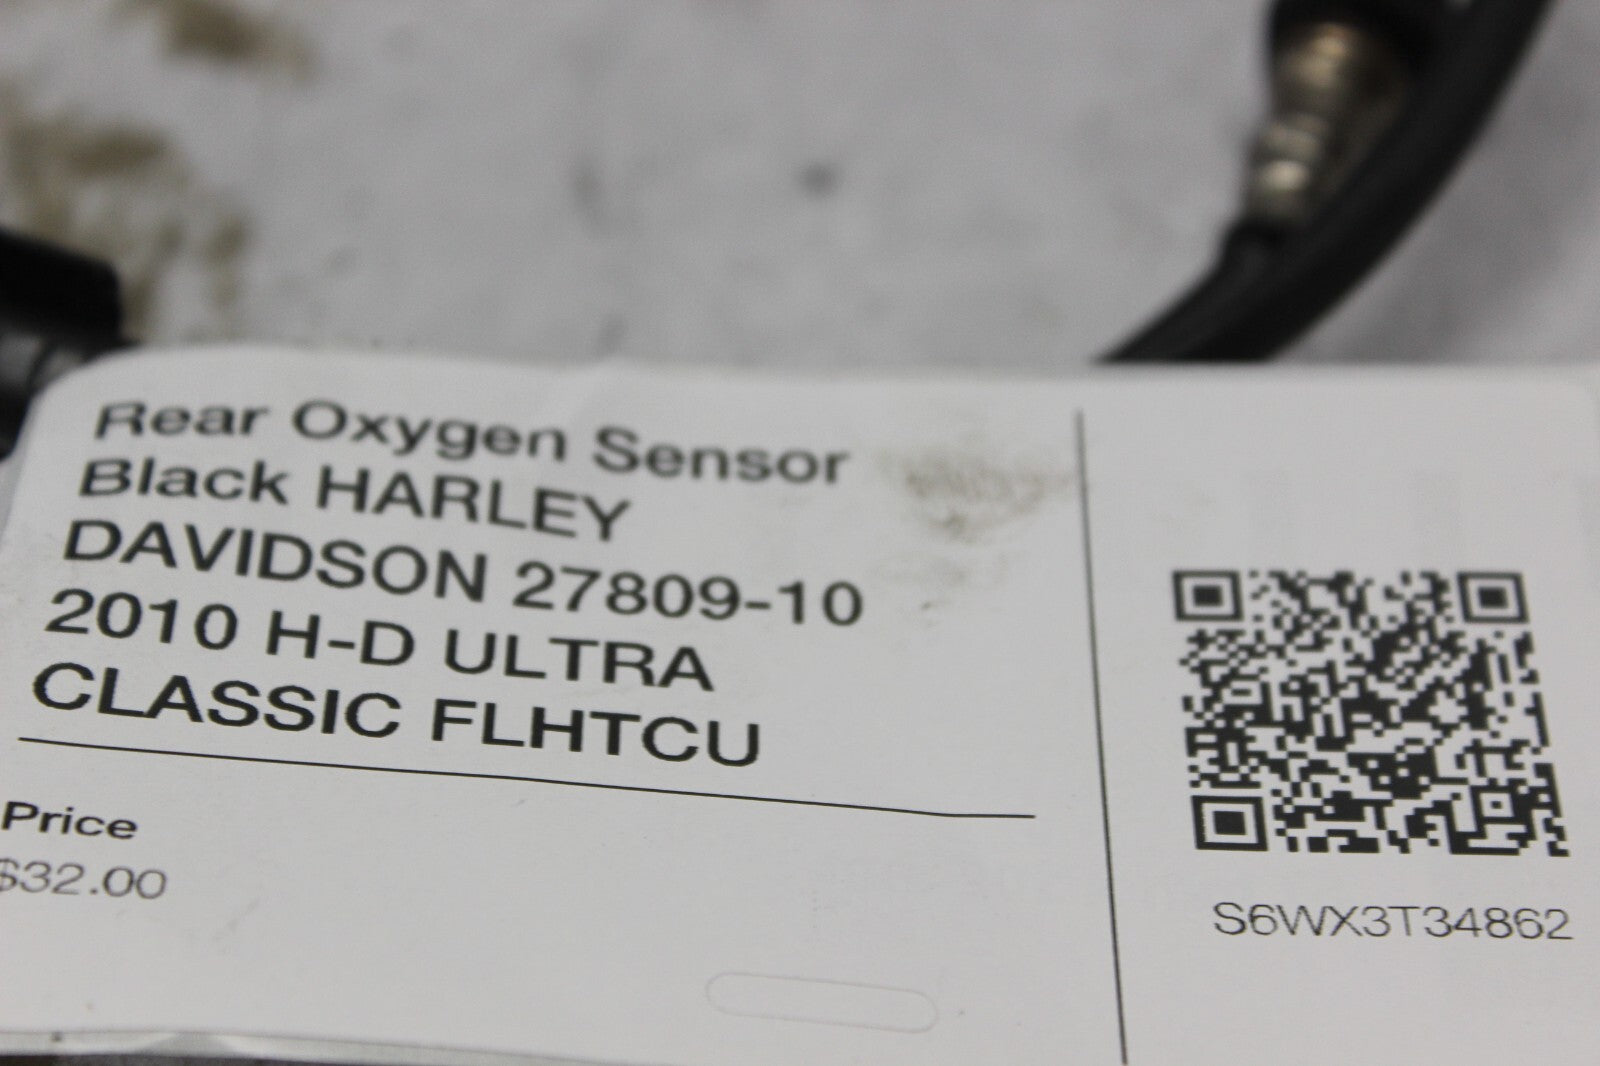 Rear Oxygen Sensor
Black HARLEY
DAVIDSON 27809-10
2010 H-D ULTRA
CLASSIC FLHTCU
Price
$32.00
S6WX3T34862